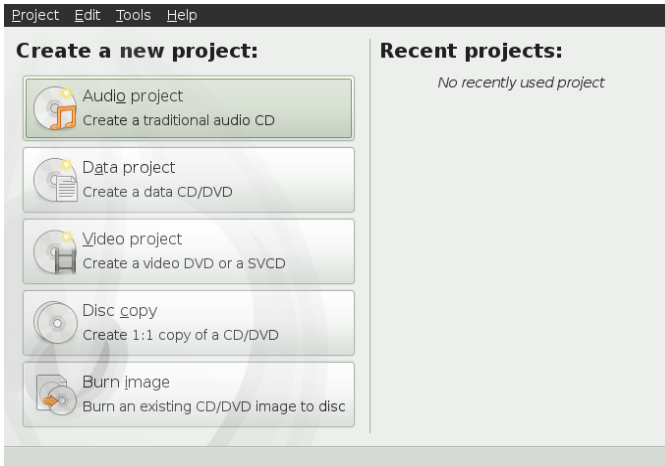 Project Edit Tools Help
Create a new project:
Audio project
Create a traditional audio CD
Data project
Create a data CD/DVD
Video project
Create a video DVD or a SVCD
Disc copy
Create 1:1 copy of a CD/DVD
Burn image
Burn an existing CD/DVD image to disc
Recent projects:
No recently used project